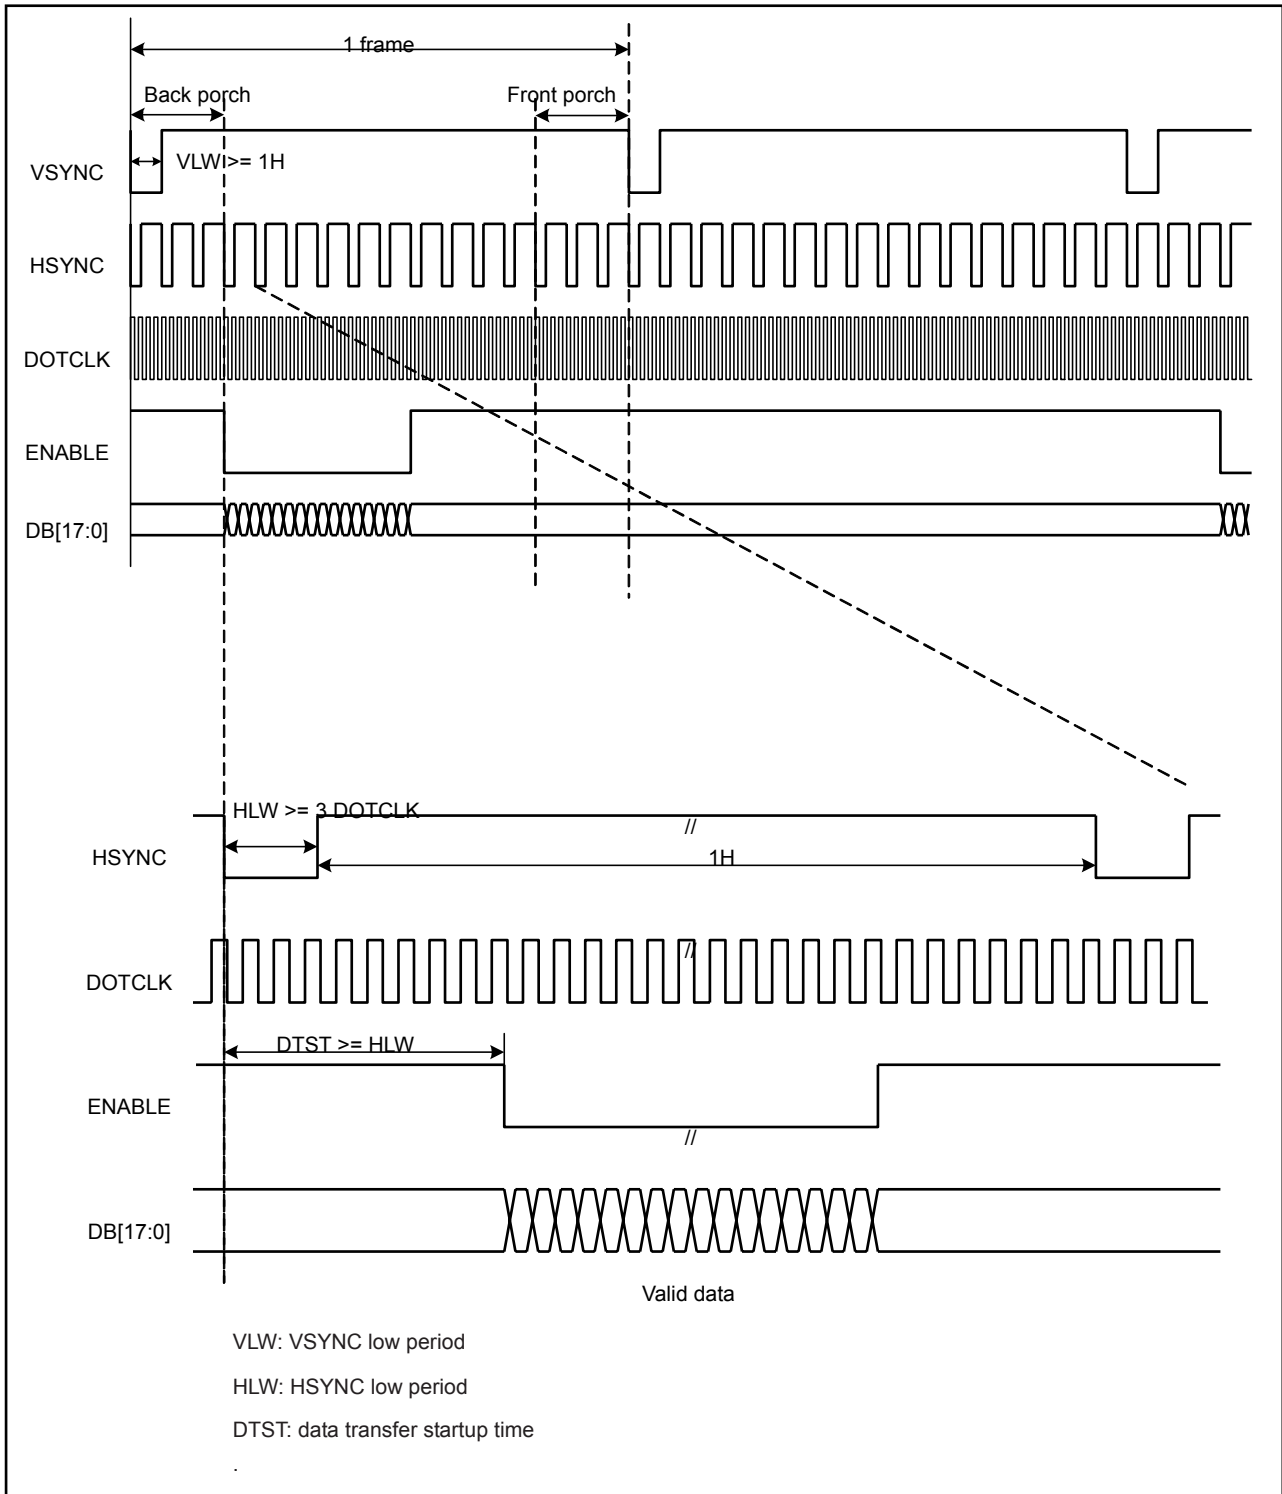 1 frame
Back porch
Front porch
VLW >= 1H
VSYNC
HSYNC
DOTCLK
ENABLE
DB[17:0]
HLW >= 3 DOTCLK
//
HSYNC
1H
//
DOTCLK
DTST >= HLW
ENABLE
//
DB[17:0]
Valid data
VLW: VSYNC low period
HLW: HSYNC low period
DTST: data transfer startup time
.